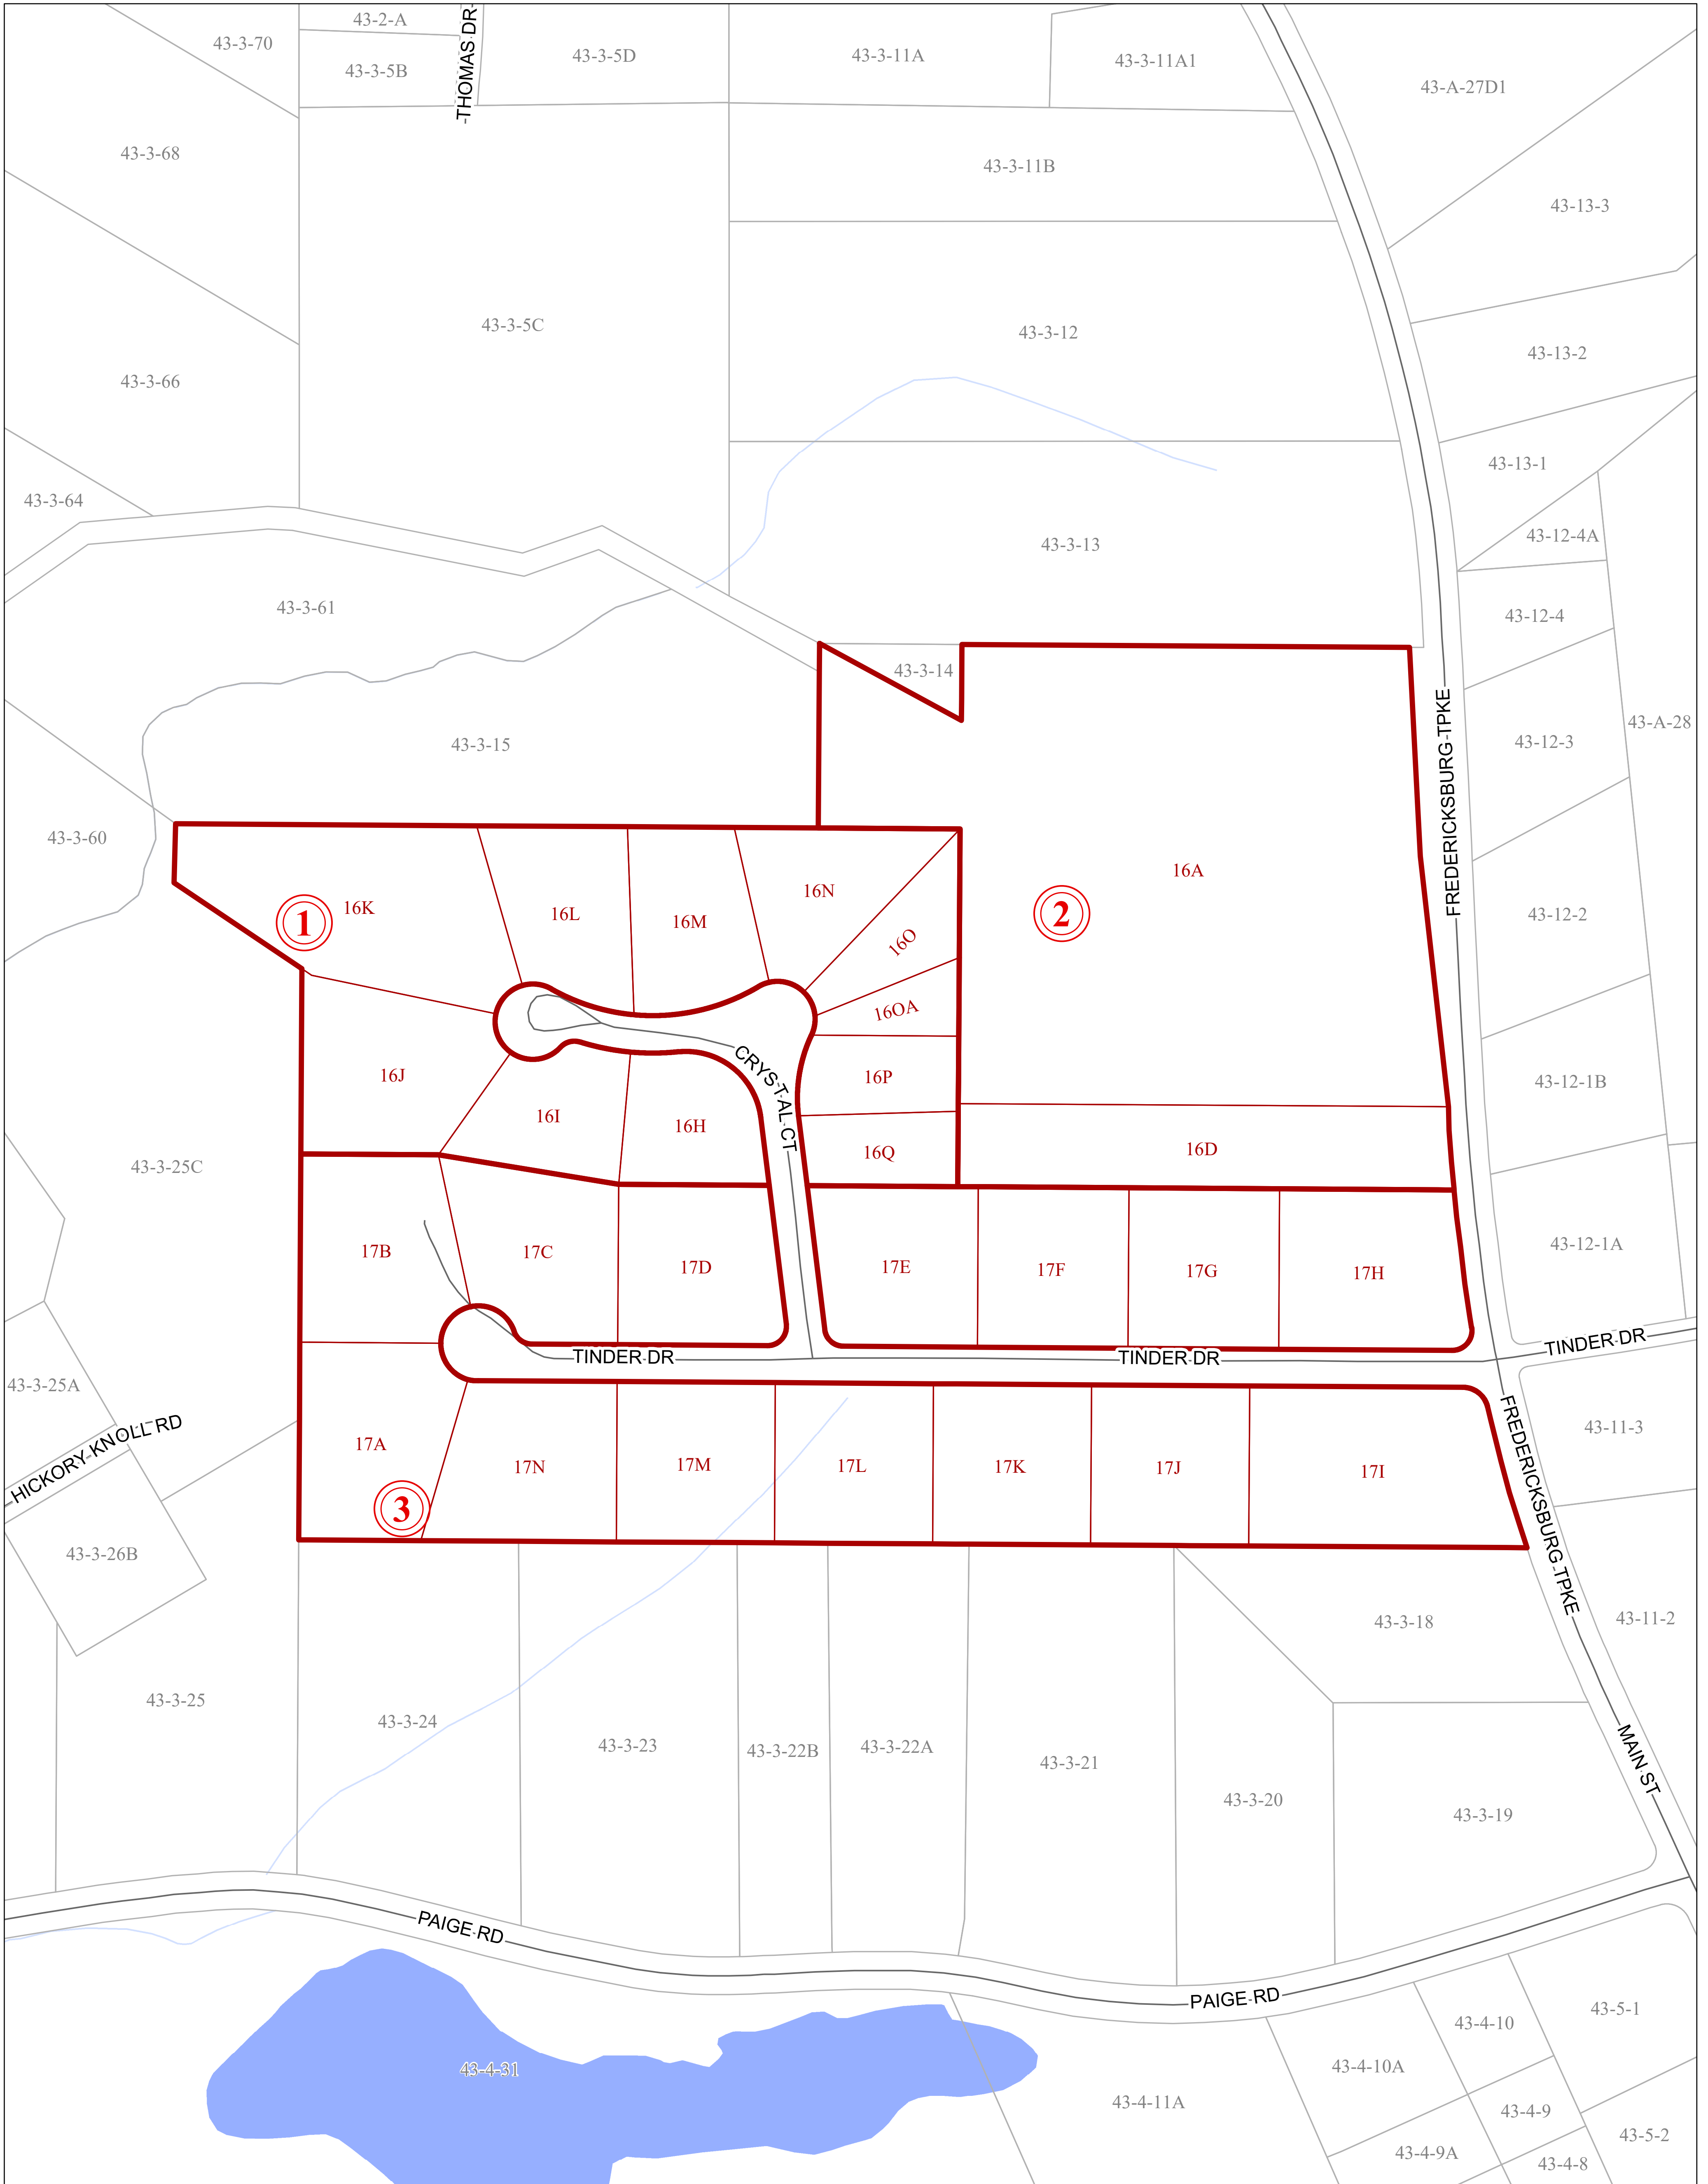 43-2-A
THOMAS DR
43-3-70
43-3-5B
43-3-5D
43-3-11A
43-3-11A1
43-A-27D1
43-3-68
43-3-11B
43-13-3
43-3-5C
43-3-12
43-13-2
43-3-66
43-13-1
43-3-64
43-3-13
43-12-4A
43-3-61
43-12-4
43-3-14
FREDERICKSBURG TPKE
43-3-15
43-12-3
43-A-28
43-3-60
16A
16K
16L
16M
16N
1
2
43-12-2
16O
16OA
CRYSTAL CT
16J
16P
43-12-1B
16I
16H
16Q
16D
43-3-25C
17B
17C
17D
17E
17F
17G
17H
43-12-1A
TINDER DR
TINDER DR
TINDER DR
43-3-25A
HICKORY KNOLL RD
FREDERICKSBURG TPKE
43-11-3
17A
17N
17M
17L
17K
17J
17I
3
43-3-26B
43-3-18
43-11-2
43-3-25
43-3-24
43-3-23
43-3-22B
43-3-22A
43-3-21
43-3-20
43-3-19
MAIN ST
PAIGE RD
PAIGE RD
43-4-10
43-5-1
43-4-31
43-4-10A
43-4-11A
43-4-9
43-4-9A
43-5-2
43-4-8